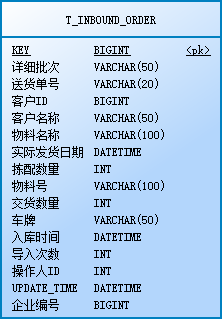 T_INBOUND_ORDER
KEY BIGINT <pk>
详细批次 VARCHAR(50)
送货单号 VARCHAR(20)
客户ID BIGINT
客户名称 VARCHAR(50)
物料名称 VARCHAR(100)
实际发货日期 DATETIME
拣配数量 INT
物料号 VARCHAR(100)
交货数量 INT
车牌 VARCHAR(50)
入库时间 DATETIME
导入次数 INT
操作人ID INT
UPDATE_TIME DATETIME
企业编号 BIGINT